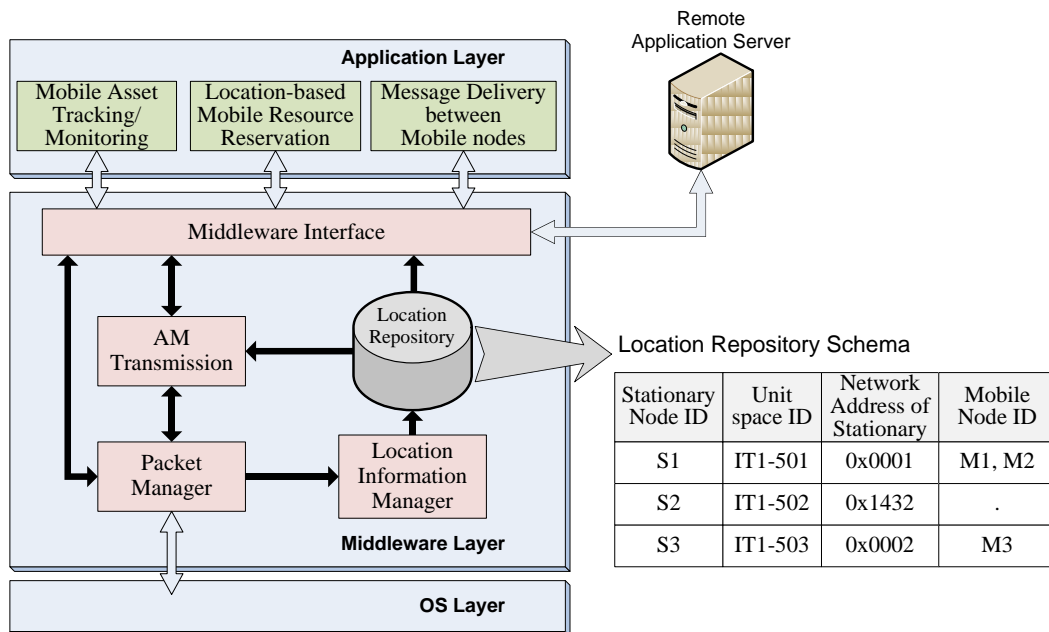 Remote
Application Server
Application Layer
Mobile Asset
Tracking/
Monitoring
Location-based
Mobile Resource
Reservation
Message Delivery
between
Mobile nodes
Middleware Interface
AM
Transmission
Location
Repository
Packet
Manager
Location
Information
Manager
Middleware Layer
OS Layer
Location Repository Schema
Stationary
Node ID
Unit
space ID
Network
Address of
Stationary
Mobile
Node ID
S1 IT1-501 0x0001 M1, M2
S2 IT1-502 0x1432 .
S3 IT1-503 0x0002 M3